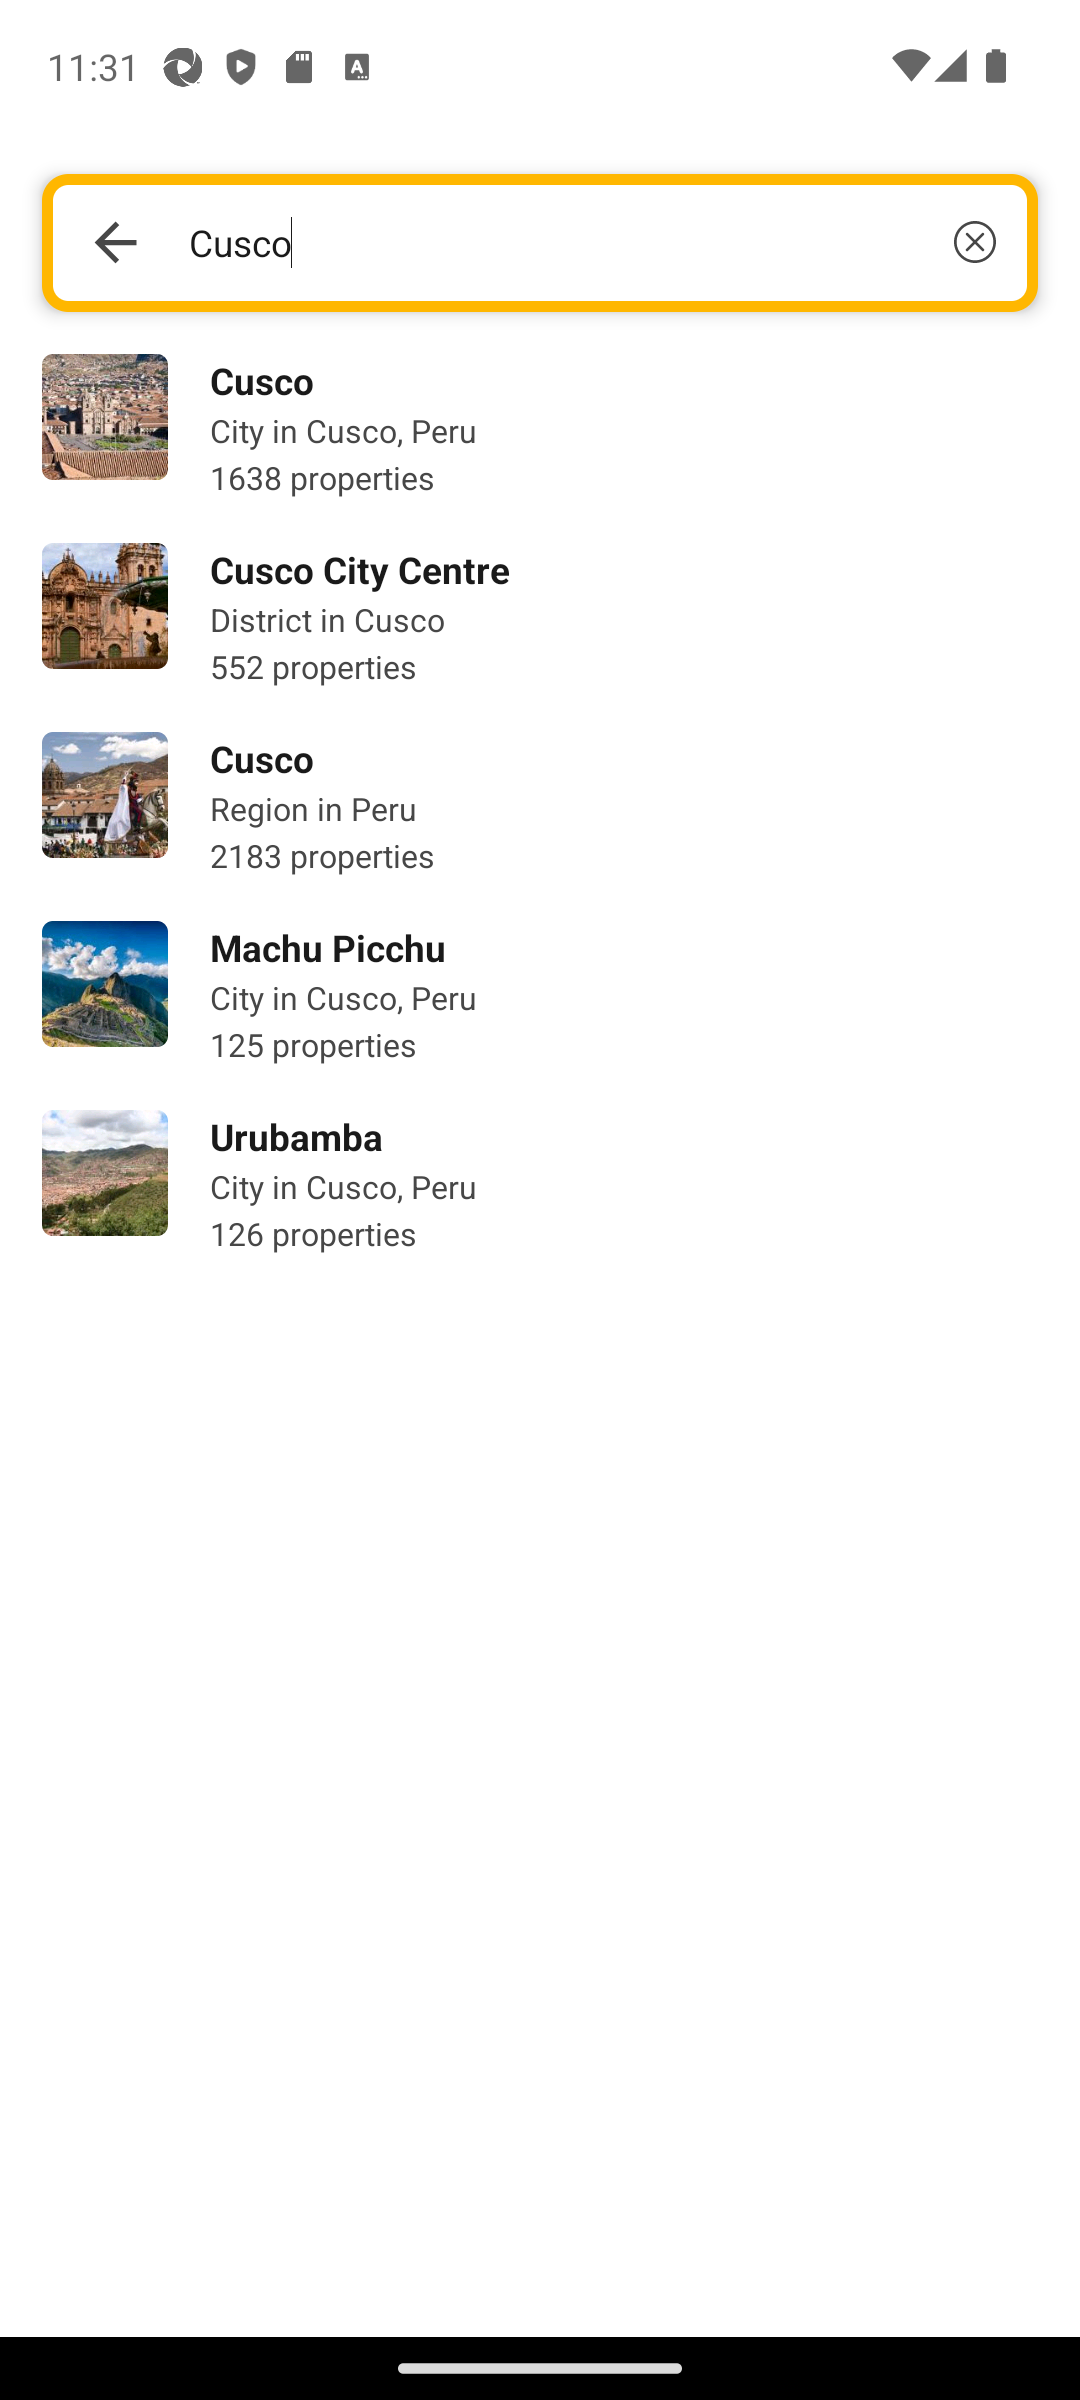 11:31
Cusco
Cusco
City in Cusco, Peru
1638 properties
Cusco City Centre
District in Cusco
552 properties
Cusco
Region in Peru
2183 properties
Machu Picchu
City in Cusco, Peru
125 properties
Urubamba
City in Cusco, Peru
126 properties